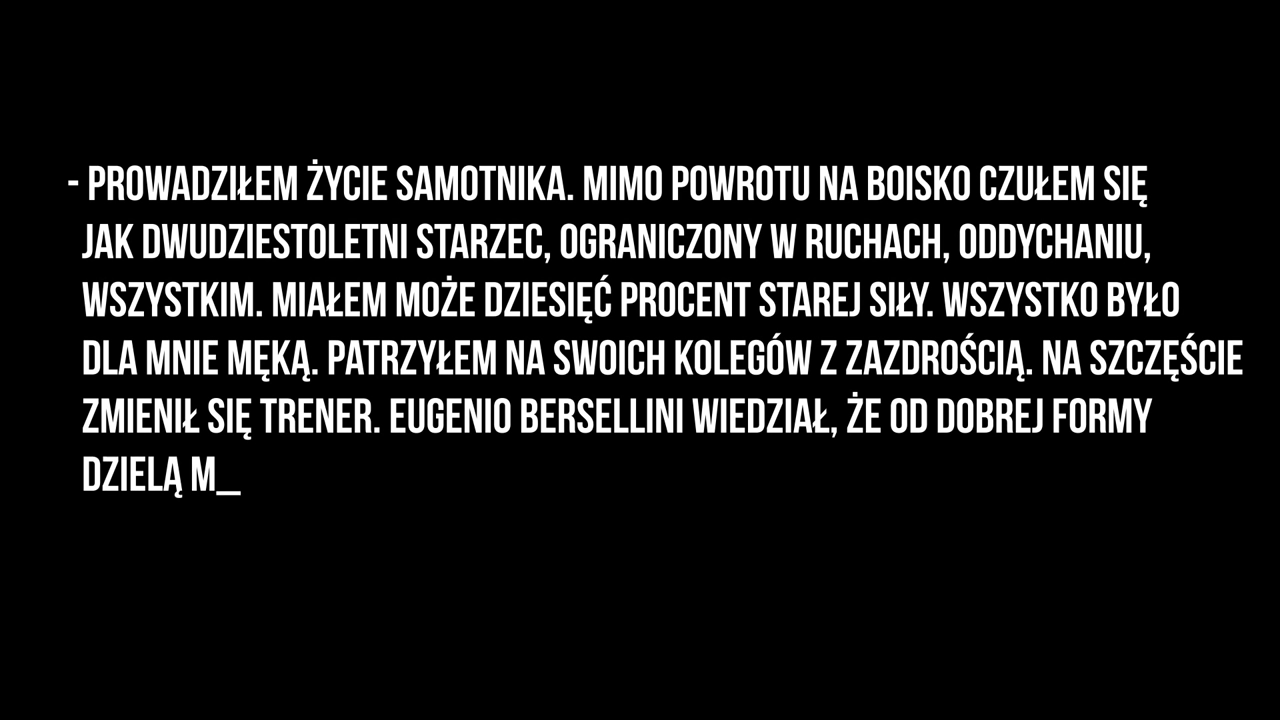 - PROWADZIŁEM ŻYCIE SAMOTNIKA. MIMO POWROTU NA BOISKO CZUŁEM SIĘ
JAK DWUDZIESTOLETNI STARZEC, OGRANICZONY W RUCHACH, ODDYCHANIU,
WSZYSTKIM. MIAŁEM MOŻE DZIESIĘĆ PROCENT STAREJ SIŁY. WSZYSTKO BYŁO
DLA MNIE MĘKĄ. PATRZYŁEM NA SWOICH KOLEGÓW Z ZAZDROŚCIĄ. NA SZCZĘŚCIE
ZMIENIŁ SIĘ TRENER. EUGENIO BERSELLINI WIEDZIAŁ, ŻE OD DOBREJ FORMY
DZIELĄ M_